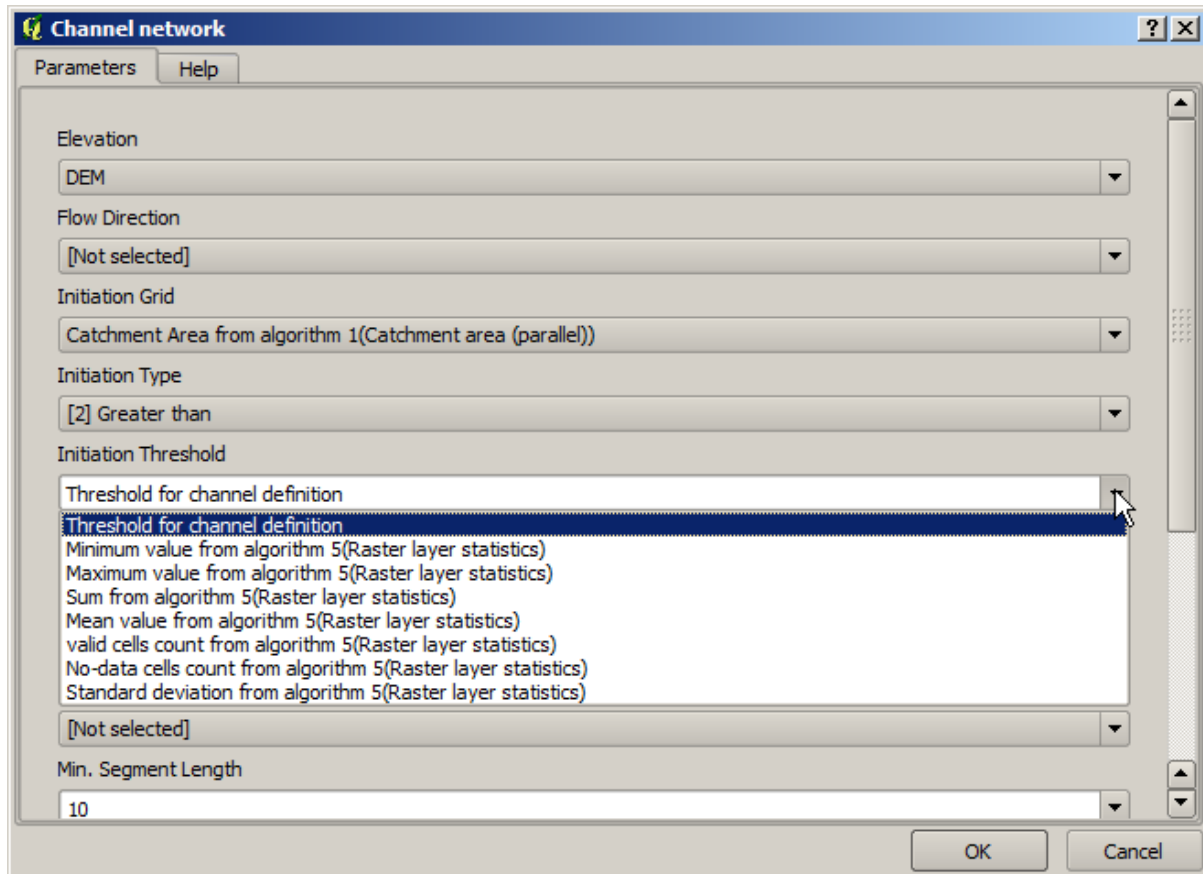 Channel network
Parameters
Help
Elevation
DEM
Flow Direction
[Not selected]
Initiation Grid
Catchment Area from algorithm 1(Catchment area (parallel))
Initiation Type
[2] Greater than
Initiation Threshold
Threshold for channel definition
Threshold for channel definition
Minimum value from algorithm 5(Raster layer statistics)
Maximum value from algorithm 5(Raster layer statistics)
Sum from algorithm 5(Raster layer statistics)
Mean value from algorithm 5(Raster layer statistics)
valid cells count from algorithm 5(Raster layer statistics)
No-data cells count from algorithm 5(Raster layer statistics)
Standard deviation from algorithm 5(Raster layer statistics)
[Not selected]
Min. Segment Length
10
OK
Cancel